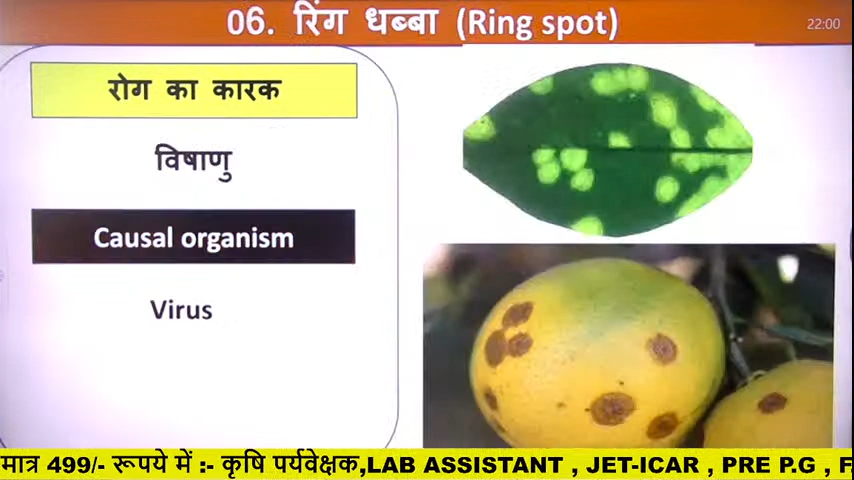 06. रिंग धब्बा (Ring spot)
22:00
रोग का कारक
विषाणु
Causal organism
Virus
मात्र 499/- रूपये में :- कृषि पर्यवेक्षक,LAB ASSISTANT , JET-ICAR , PRE P.G , F